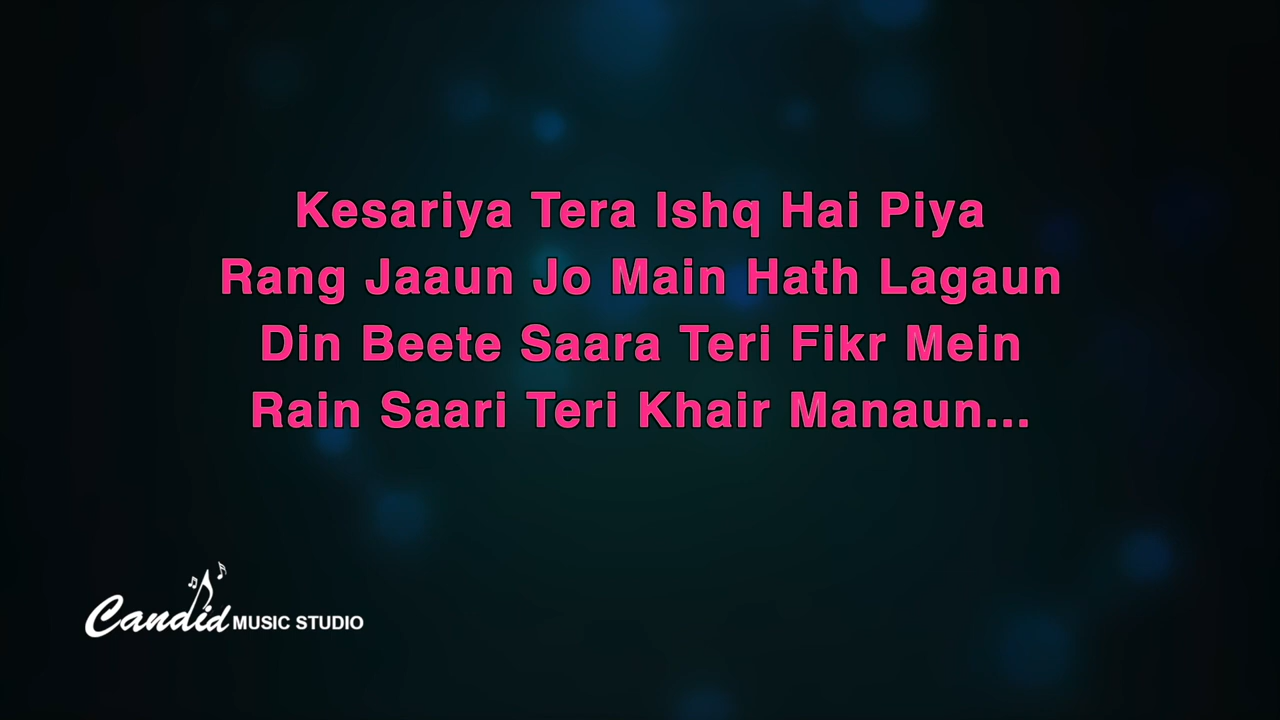 Kesariya Tera Ishq Hai Piya
Rang Jaaun Jo Main Hath Lagaun
Din Beete Saara Teri Fikr Mein
Rain Saari Teri Khair Manaun...
Candid MUSIC STUDIO